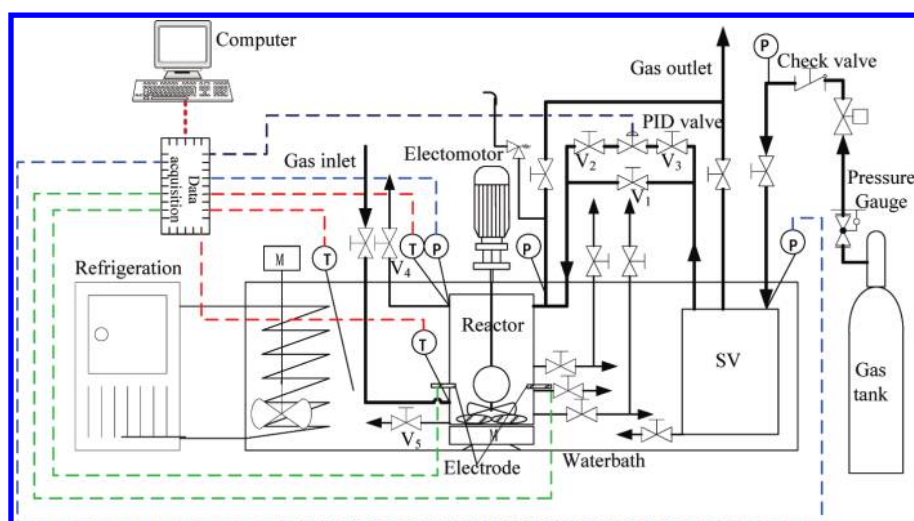 Computer
Gas outlet
P
Check valve
PID valve
Gas inlet
Electomotor
V2
V3
Data
acquisition
V1
Pressure
Gauge
M
T
T
P
P
P
V4
Refrigeration
Reactor
T
SV
Gas
tank
M
V5
Electrode
Waterbath